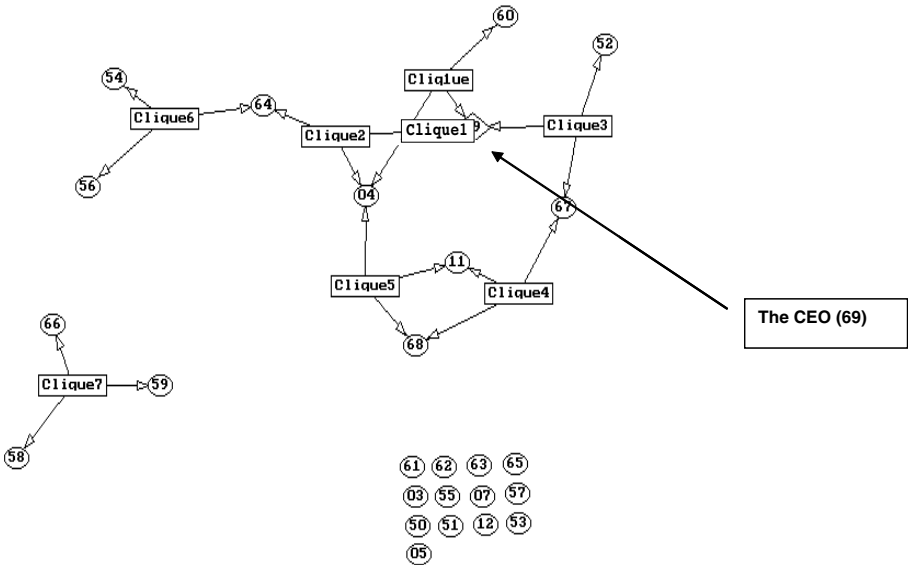 60
52
54
Cliq1ue
64
Clique6
Clique2
Clique1
9
Clique3
56
04
67
11
Clique5
Clique4
The CEO (69)
66
68
Clique7
59
58
61 62 63 65
03 55 07 57
50 51 12 53
05